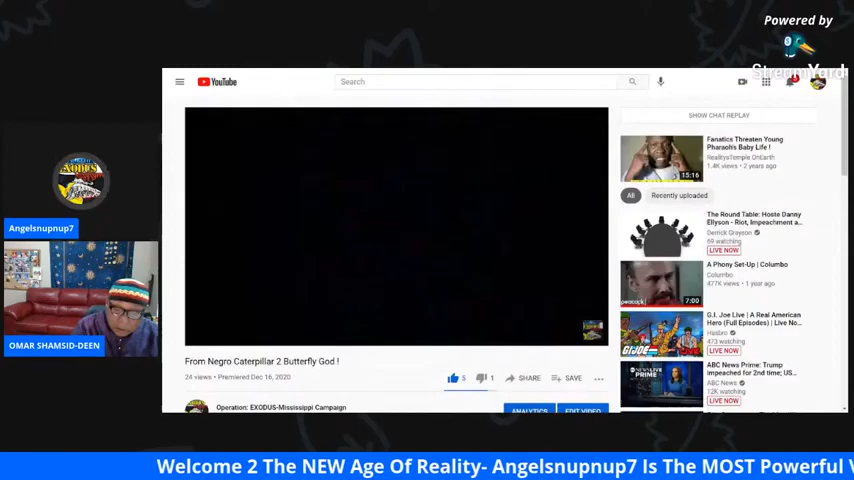 Powered by
StreamYard
YouTube
Search
SHOW CHAT REPLAY
Fanatics Threaten Young
Pharaoh's Baby Life !
RealitysTemple OnEarth
1.4K views • 2 years ago
15:16
All
Recently uploaded
The Round Table: Hoste Danny
Ellyson - Riot, Impeachment a...
Derrick Grayson
69 watching
LIVE NOW
A Phony Set-Up | Columbo
Columbo
477K views • 1 year ago
peacock
7:00
G.I. Joe Live | A Real American
Hero (Full Episodes) | Live No...
Hasbro
473 watching
LIVE NOW
GI JOE
ABC News Prime: Trump
impeached for 2nd time; US...
ABC News
12K watching
LIVE NOW
NEWS LIVE
PRIME
Angelsnupnup7
OMAR SHAMSID-DEEN
From Negro Caterpillar 2 Butterfly God !
24 views • Premiered Dec 16, 2020
5
1
SHARE
SAVE
Operation: EXODUS-Mississippi Campaign
ANALYTICS
EDIT VIDEO
Welcome 2 The NEW Age Of Reality- Angelsnupnup7 Is The MOST Powerful